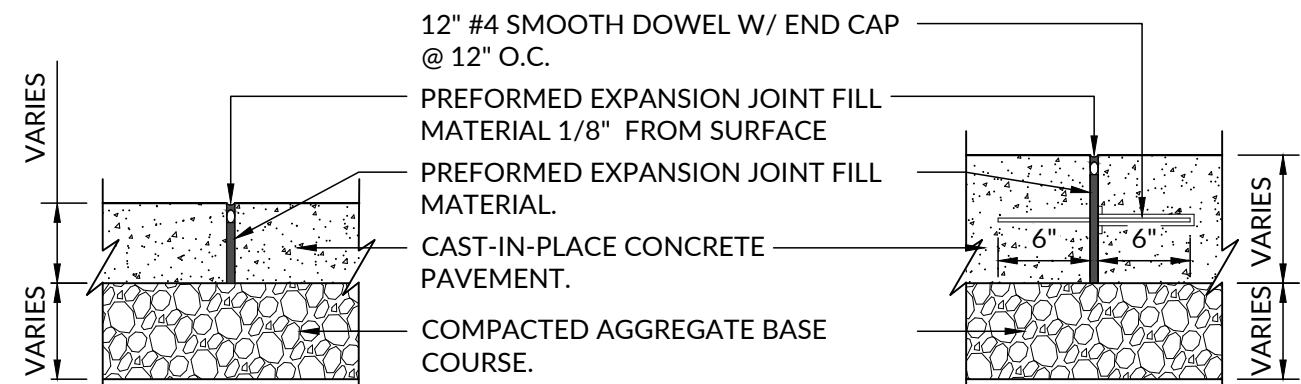 12" #4 SMOOTH DOWEL W/ END CAP
@ 12" O.C.
PREFORMED EXPANSION JOINT FILL
MATERIAL 1/8" FROM SURFACE
PREFORMED EXPANSION JOINT FILL
MATERIAL.
CAST-IN-PLACE CONCRETE
PAVEMENT.
COMPACTED AGGREGATE BASE
COURSE.
VARIES
VARIES
6" 6"
VARIES
VARIES